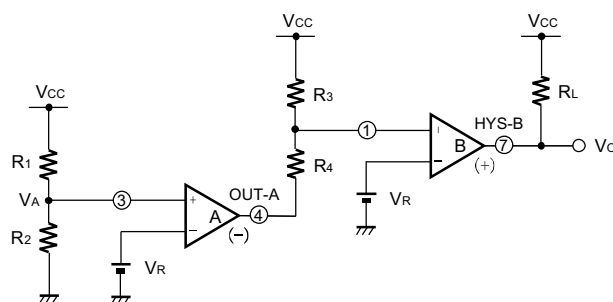 VCC
VCC
VCC
R3
RL
R1
R4
R2
VA
3
+
−
A
OUT-A
4
(−)
VR
1
−
B
HYS-B
7
(+)
VR
VO